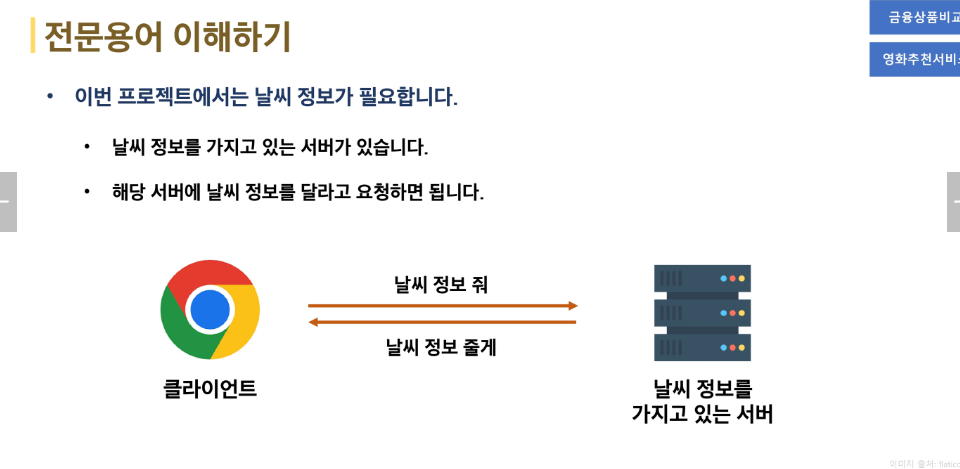 전문용어 이해하기
금융상품비교
영화추천서비스
• 이번 프로젝트에서는 날씨 정보가 필요합니다.
• 날씨 정보를 가지고 있는 서버가 있습니다.
• 해당 서버에 날씨 정보를 달라고 요청하면 됩니다.
날씨 정보 줘
날씨 정보 줄게
클라이언트
날씨 정보를
가지고 있는 서버
이미지 출처: